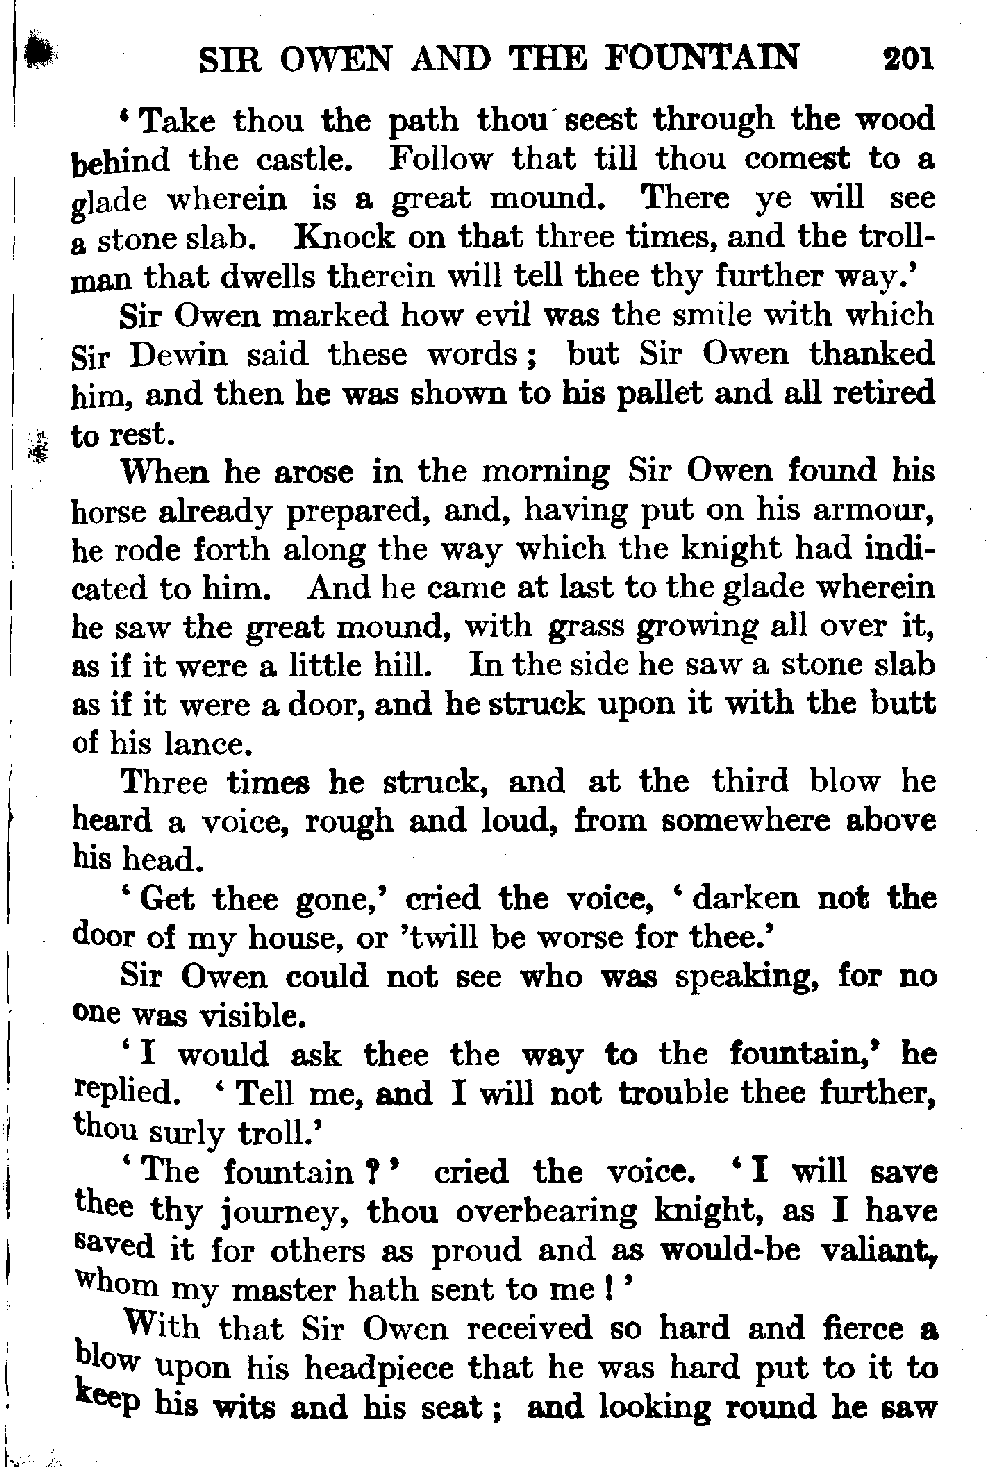 SIR OWEN AND THE FOUNTAIN 201
‘ Take thou the path thou seest through the wood
behind the castle. Follow that till thou comest to a
glade wherein is a great mound. There ye will see
a stone slab. Knock on that three times, and the troll-
man that dwells therein will tell thee thy further way.’
Sir Owen marked how evil was the smile with which
Sir Dewin said these words ; but Sir Owen thanked
him, and then he was shown to his pallet and all retired
to rest.
When he arose in the morning Sir Owen found his
horse already prepared, and, having put on his armour,
he rode forth along the way which the knight had indi-
cated to him. And he came at last to the glade wherein
he saw the great mound, with grass growing all over it,
as if it were a little hill. In the side he saw a stone slab
as if it were a door, and he struck upon it with the butt
of his lance.
Three times he struck, and at the third blow he
heard a voice, rough and loud, from somewhere above
his head.
‘ Get thee gone,’ cried the voice, ‘ darken not the
door of my house, or ’twill be worse for thee.’
Sir Owen could not see who was speaking, for no
one was visible.
‘ I would ask thee the way to the fountain,’ he
replied. ‘ Tell me, and I will not trouble thee further,
thou surly troll.’
‘ The fountain ? ’ cried the voice. ‘ I will save
thee thy journey, thou overbearing knight, as I have
saved it for others as proud and as would-be valiant,
whom my master hath sent to me ! ’
With that Sir Owen received so hard and fierce a
blow upon his headpiece that he was hard put to it to
keep his wits and his seat ; and looking round he saw